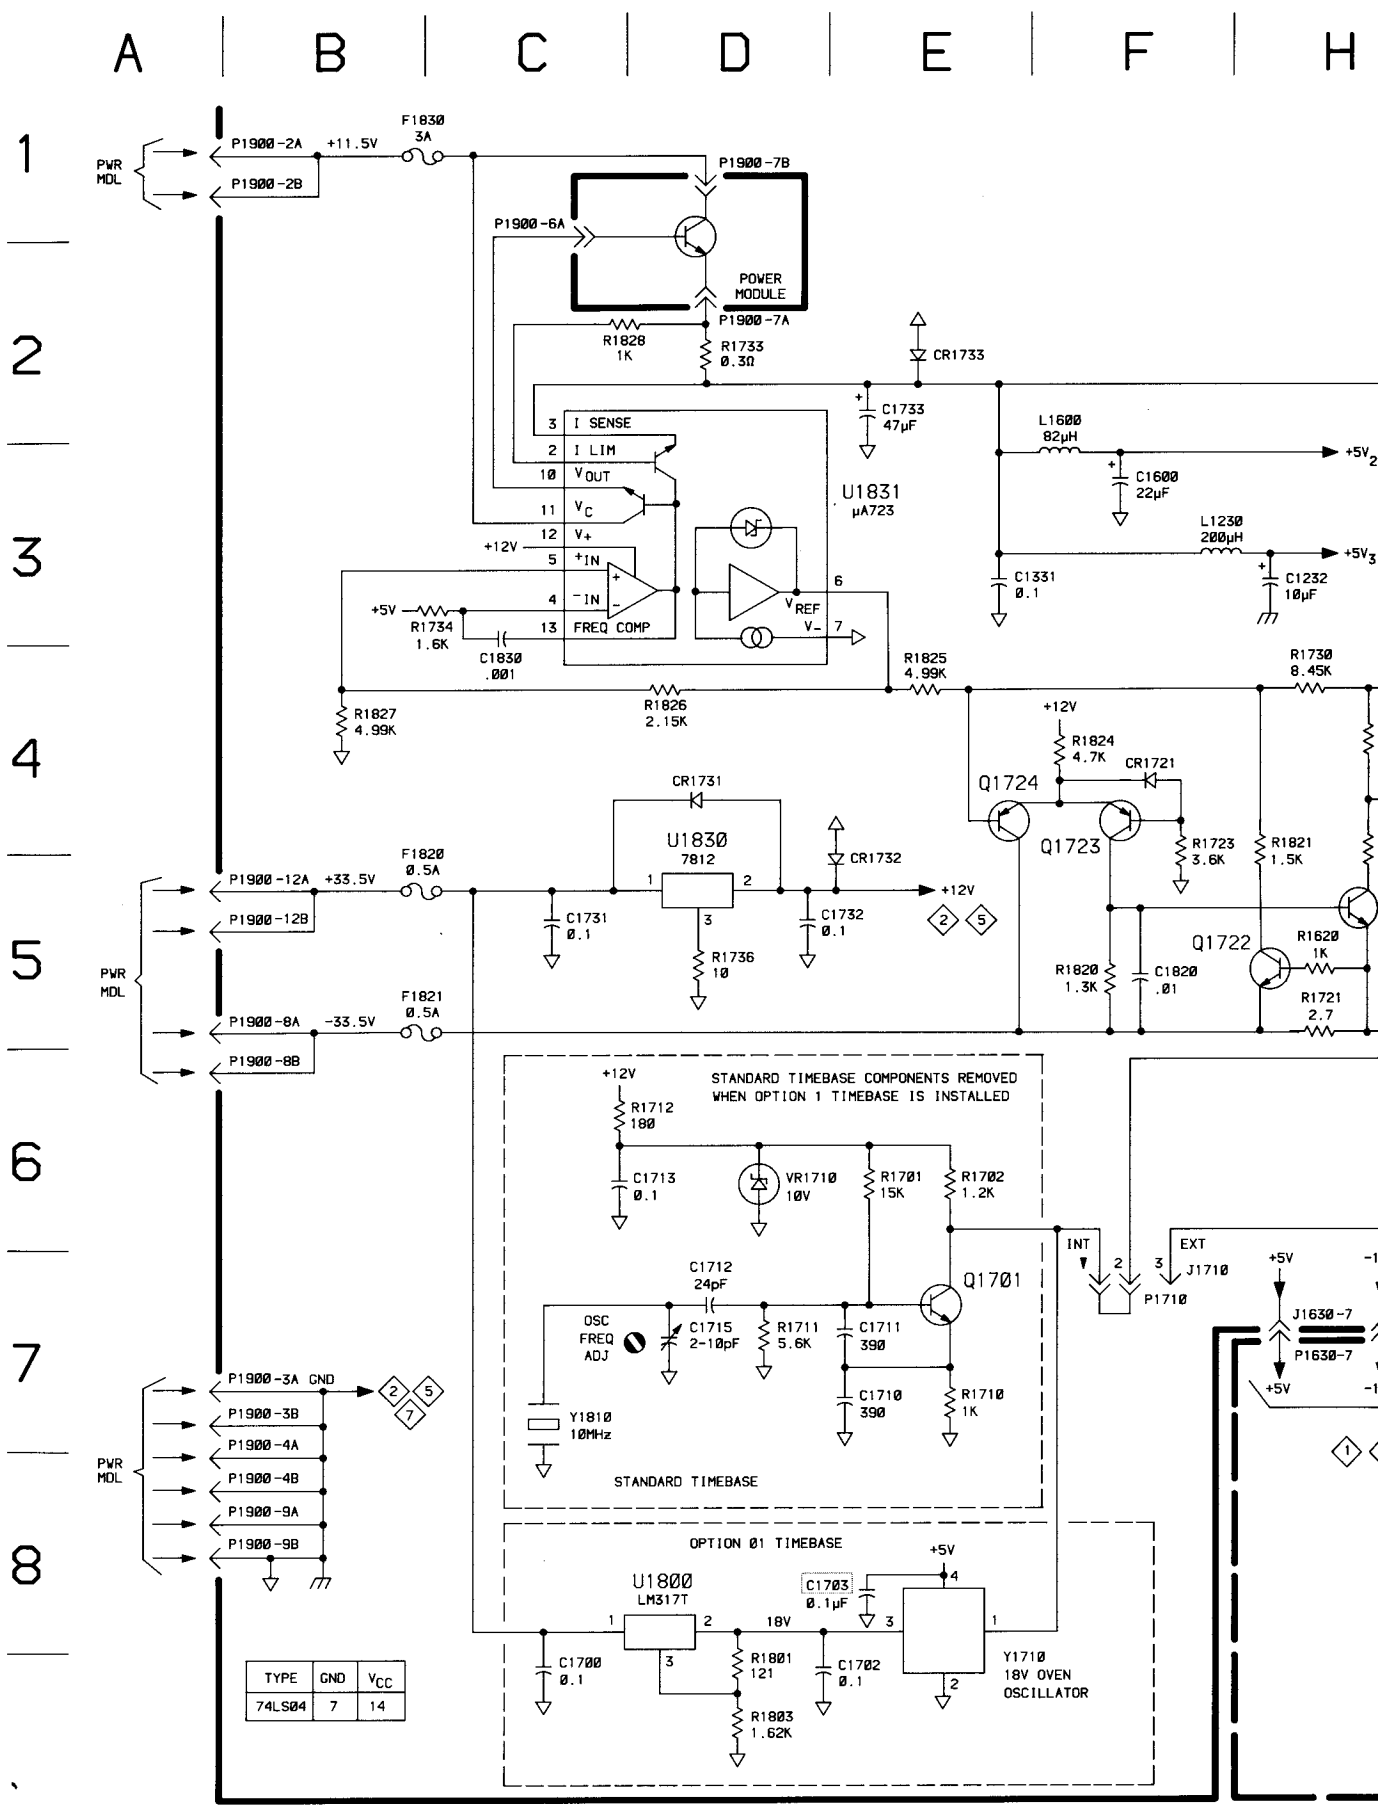 A B C D E F H
1
PWR
MDL
P1900-2A +11.5V
P1900-2B
F1830
3A
P1900-7B
P1900-6A
POWER
MODULE
P1900-7A
2
R1828
1K
R1733
0.3Ω
CR1733
C1733
47µF
L1600
82µH
+5V2
C1600
22µF
L1230
200µH
+5V3
C1331
0.1
C1232
10µF
3
3 I SENSE
2 I LIM
10 VOUT
11 VC
12 V+
+12V
5 +IN
4 -IN
13 FREQ COMP
+
-
U1831
µA723
6
VREF
V- 7
+5V
R1734
1.6K
C1830
.001
R1825
4.99K
R1730
8.45K
4
R1827
4.99K
R1826
2.15K
+12V
R1824
4.7K
CR1721
Q1724
Q1723
R1723
3.6K
R1821
1.5K
CR1731
U1830
7812
1 2
3
CR1732
+12V
2 5
5
PWR
MDL
P1900-12A +33.5V
P1900-12B
F1820
0.5A
C1731
0.1
R1736
10
C1732
0.1
Q1722
R1620
1K
R1820
1.3K
C1820
.01
R1721
2.7
P1900-8A -33.5V
P1900-8B
F1821
0.5A
6
+12V
STANDARD TIMEBASE COMPONENTS REMOVED
WHEN OPTION 1 TIMEBASE IS INSTALLED
R1712
180
C1713
0.1
VR1710
10V
R1701
15K
R1702
1.2K
INT 2 3 EXT
J1710
P1710
7
C1712
24pF
Q1701
OSC
FREQ
ADJ
C1715
2-10pF
R1711
5.6K
C1711
390
C1710
390
R1710
1K
Y1810
10MHz
STANDARD TIMEBASE
+5V -1
J1630-7
P1630-7
+5V -1
1
P1900-3A GND
2 5
7
P1900-3B
P1900-4A
PWR
MDL
P1900-4B
P1900-9A
P1900-9B
8
OPTION 01 TIMEBASE
U1800
LM317T
1 2
3
18V
C1703
0.1µF
+5V
4
3 1
2
C1700
0.1
R1801
121
C1702
0.1
R1803
1.62K
Y1710
18V OVEN
OSCILLATOR
TYPE GND VCC
74LS04 7 14